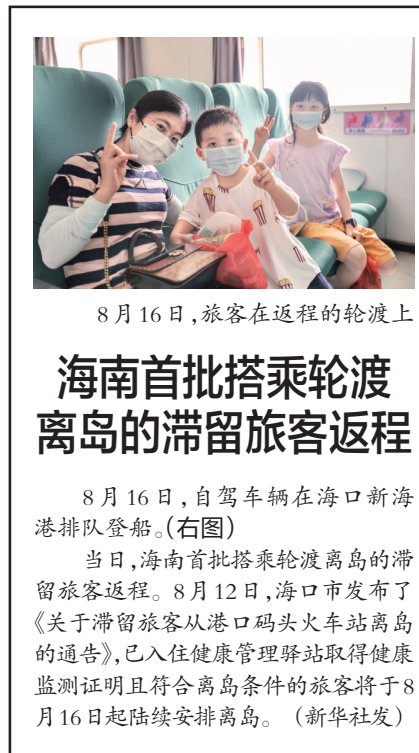 8月16日,旅客在返程的轮渡上
海南首批搭乘轮渡
离岛的滞留旅客返程
8月16日,自驾车辆在海口新海
港排队登船。(右图)
当日,海南首批搭乘轮渡离岛的滞
留旅客返程。8月12日,海口市发布了
《关于滞留旅客从港口码头火车站离岛
的通告》,已入住健康管理驿站取得健康
监测证明且符合离岛条件的旅客将于8
月16日起陆续安排离岛。(新华社发)